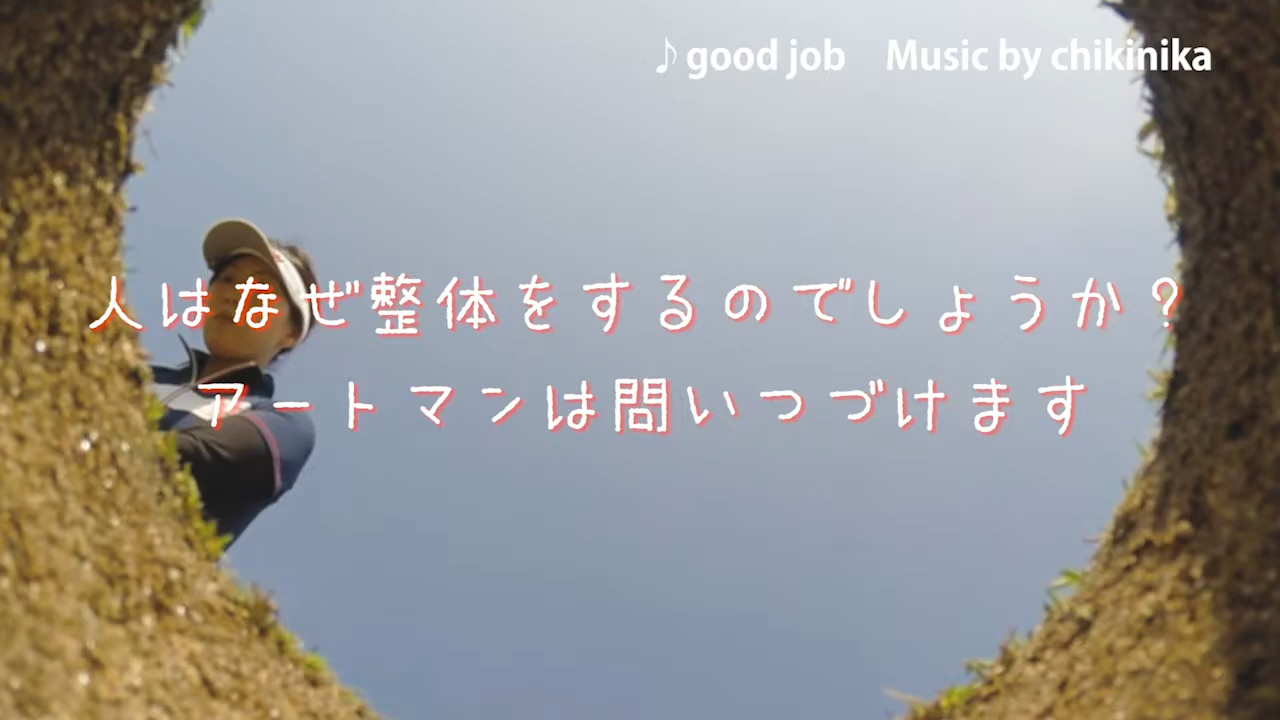 ♪good job Music by chikinika
人はなぜ整体をするのでしょうか？
アートマンは問いつづけます